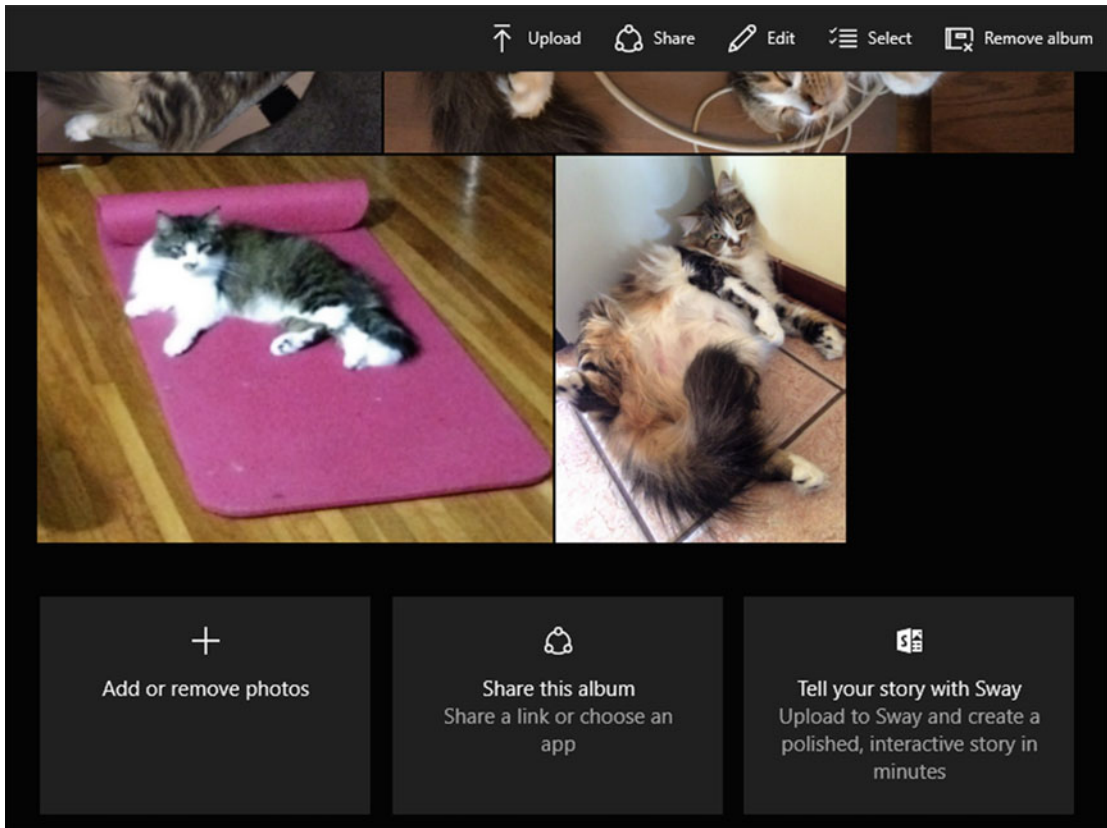 Upload Share Edit Select Remove album
Add or remove photos
Share this album
Share a link or choose an
app
Tell your story with Sway
Upload to Sway and create a
polished, interactive story in
minutes